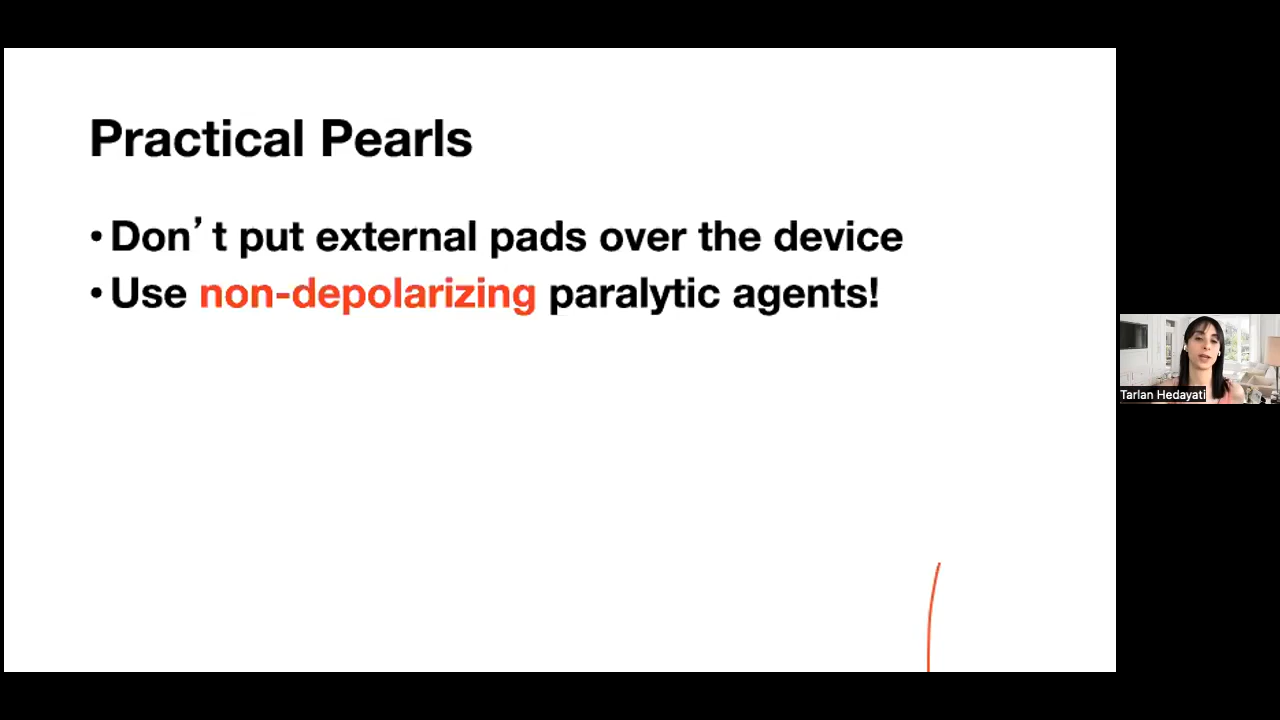 Practical Pearls
• Don’t put external pads over the device
• Use non-depolarizing paralytic agents!
Tarlan Hedayati